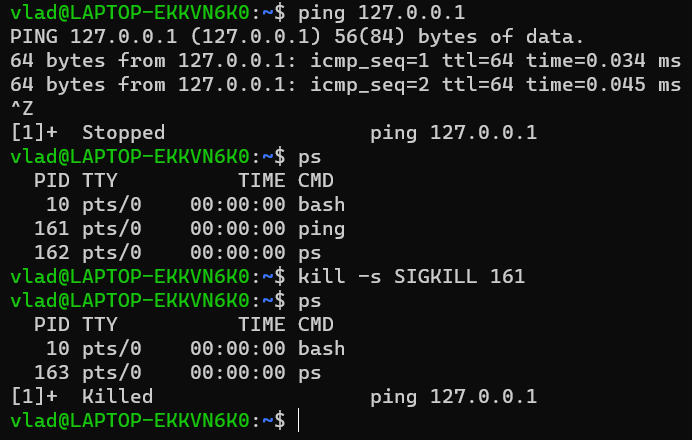 vlad@LAPTOP-EKKVN6K0:~$ ping 127.0.0.1
PING 127.0.0.1 (127.0.0.1) 56(84) bytes of data.
64 bytes from 127.0.0.1: icmp_seq=1 ttl=64 time=0.034 ms
64 bytes from 127.0.0.1: icmp_seq=2 ttl=64 time=0.045 ms
^Z
[1]+  Stopped                 ping 127.0.0.1
vlad@LAPTOP-EKKVN6K0:~$ ps
  PID TTY          TIME CMD
   10 pts/0    00:00:00 bash
  161 pts/0    00:00:00 ping
  162 pts/0    00:00:00 ps
vlad@LAPTOP-EKKVN6K0:~$ kill -s SIGKILL 161
vlad@LAPTOP-EKKVN6K0:~$ ps
  PID TTY          TIME CMD
   10 pts/0    00:00:00 bash
  163 pts/0    00:00:00 ps
[1]+  Killed                  ping 127.0.0.1
vlad@LAPTOP-EKKVN6K0:~$